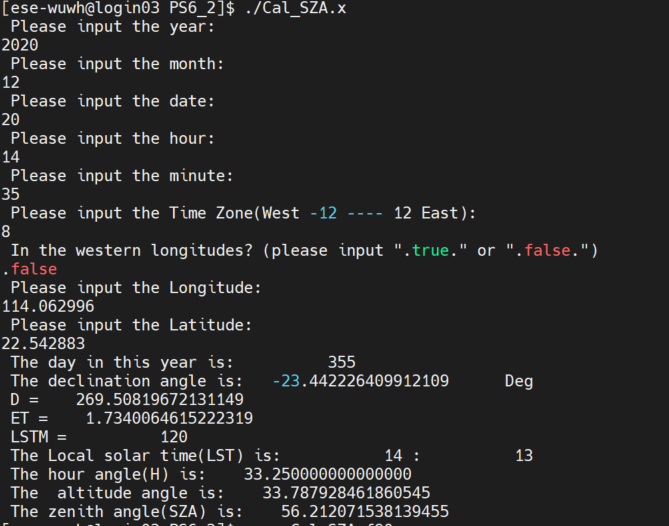 [ese-wuwh@login03 PS6_2]$ ./Cal_SZA.x
Please input the year:
2020
Please input the month:
12
Please input the date:
20
Please input the hour:
14
Please input the minute:
35
Please input the Time Zone(West -12 ---- 12 East):
8
In the western longitudes? (please input ".true." or ".false.")
.false
Please input the Longitude:
114.062996
Please input the Latitude:
22.542883
The day in this year is: 355
The declination angle is: -23.442226409912109 Deg
D = 269.50819672131149
ET = 1.7340064615222319
LSTM = 120
The Local solar time(LST) is: 14 : 13
The hour angle(H) is: 33.250000000000000
The  altitude angle is: 33.787928461860545
The zenith angle(SZA) is: 56.212071538139455